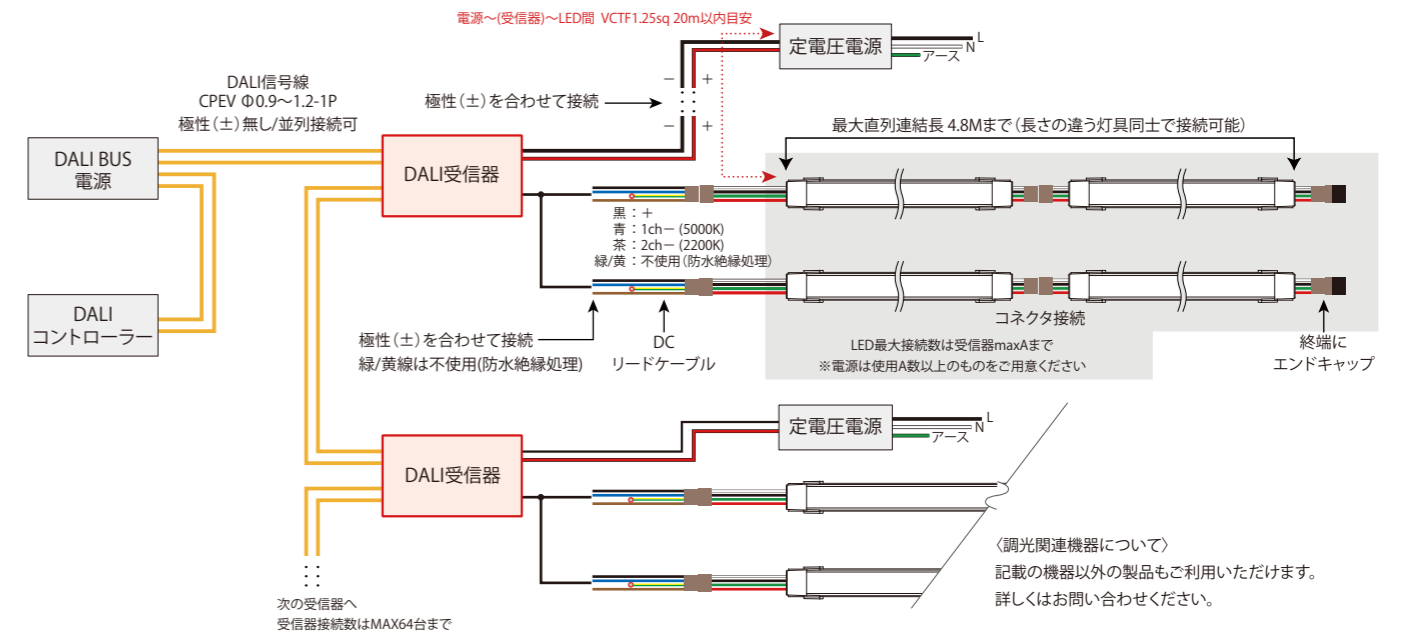 電源～(受信器)～LED間 VCTF1.25sq 20m以内目安
定電圧電源
L
N
アース
DALI信号線
CPEV Φ0.9～1.2-1P
極性(±)無し/並列接続可
－
＋
極性(±)を合わせて接続
－
＋
最大直列連結長 4.8Mまで(長さの違う灯具同士で接続可能)
DALI BUS
電源
DALI受信器
黒：＋
青：1ch－(5000K)
茶：2ch－(2200K)
緑/黄：不使用(防水絶縁処理)
DALI
コントローラー
極性(±)を合わせて接続
緑/黄線は不使用(防水絶縁処理)
DC
リードケーブル
コネクタ接続
LED最大接続数は受信器maxAまで
※電源は使用A数以上のものをご用意ください
終端に
エンドキャップ
定電圧電源
L
N
アース
DALI受信器
次の受信器へ
受信器接続数はMAX64台まで
〈調光関連機器について〉
記載の機器以外の製品もご利用いただけます。
詳しくはお問い合わせください。